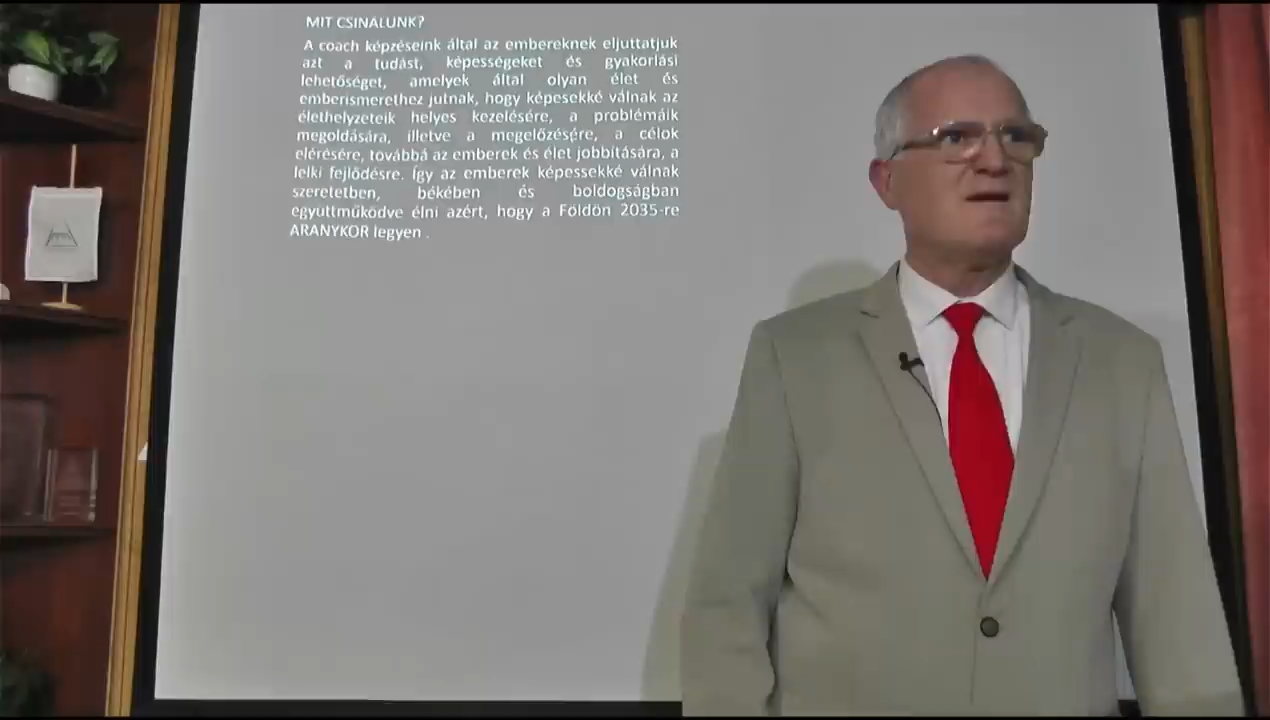 MIT CSINÁLUNK?
A coach képzéseink által az embereknek eljuttatjuk
azt a tudást, képességeket és gyakorlási
lehetőséget, amelyek által olyan élet és
emberismerethez jutnak, hogy képesekké válnak az
élethelyzeteik helyes kezelésére, a problémáik
megoldására, illetve a megelőzésére, a célok
elérésére, továbbá az emberek és élet jobbítására, a
lelki fejlődésre. Így az emberek képessekké válnak
szeretetben, békében és boldogságban
együttműködve élni azért, hogy a Földön 2035-re
ARANYKOR legyen .